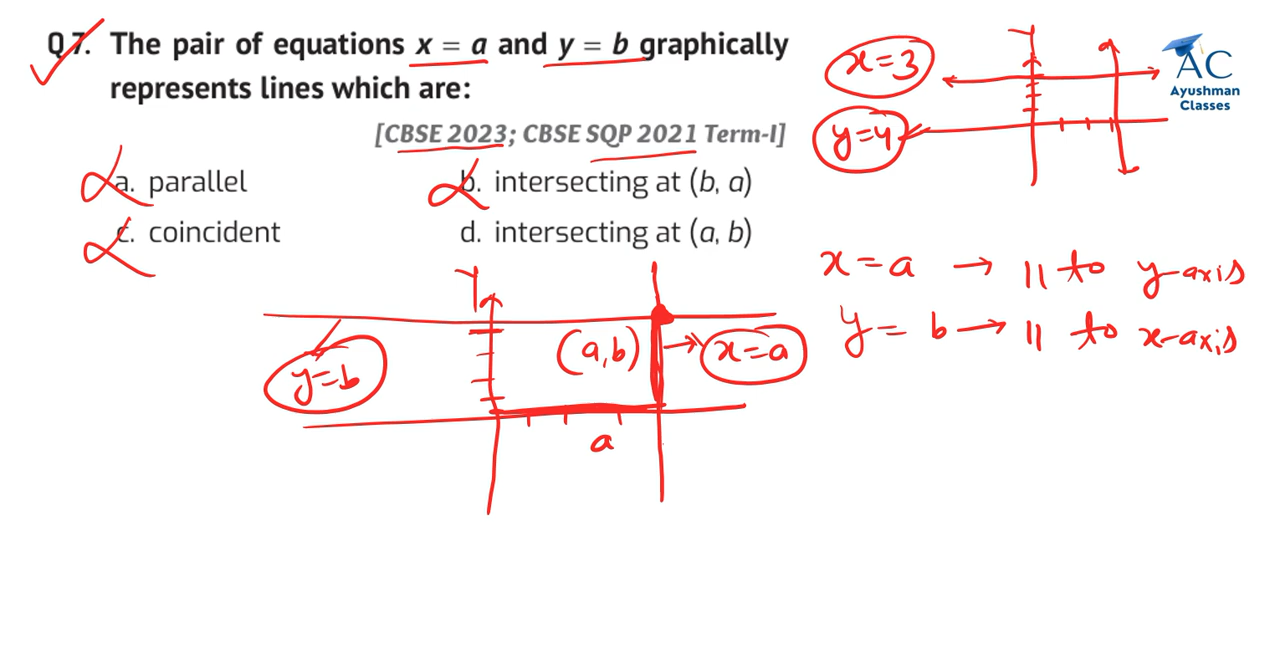 Q.7. The pair of equations x = a and y = b graphically
represents lines which are:
[CBSE 2023; CBSE SQP 2021 Term-I]
a. parallel
b. intersecting at (b, a)
c. coincident
d. intersecting at (a, b)
x=3
y=4
AC
Ayushman
Classes
x=a → || to y-axis
y = b → || to x-axis
Y
(a,b)
x=a
y=b
a